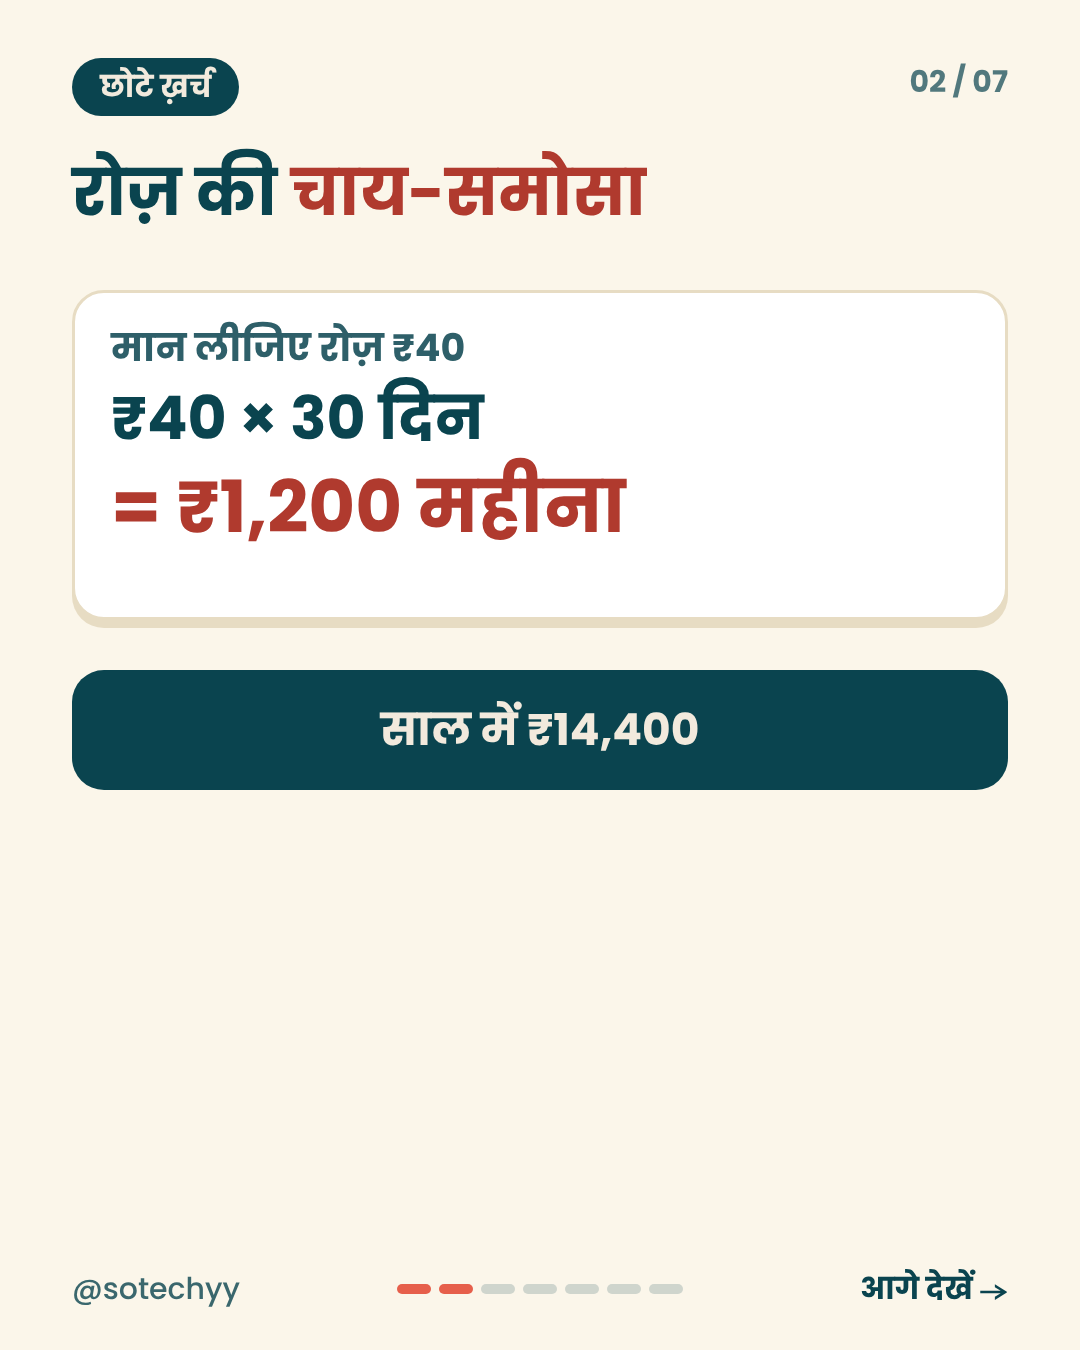 छोटे ख़र्च
02 / 07
रोज़ की चाय-समोसा
मान लीजिए रोज़ ₹40
₹40 × 30 दिन
= ₹1,200 महीना
साल में ₹14,400
@sotechyy
आगे देखें →